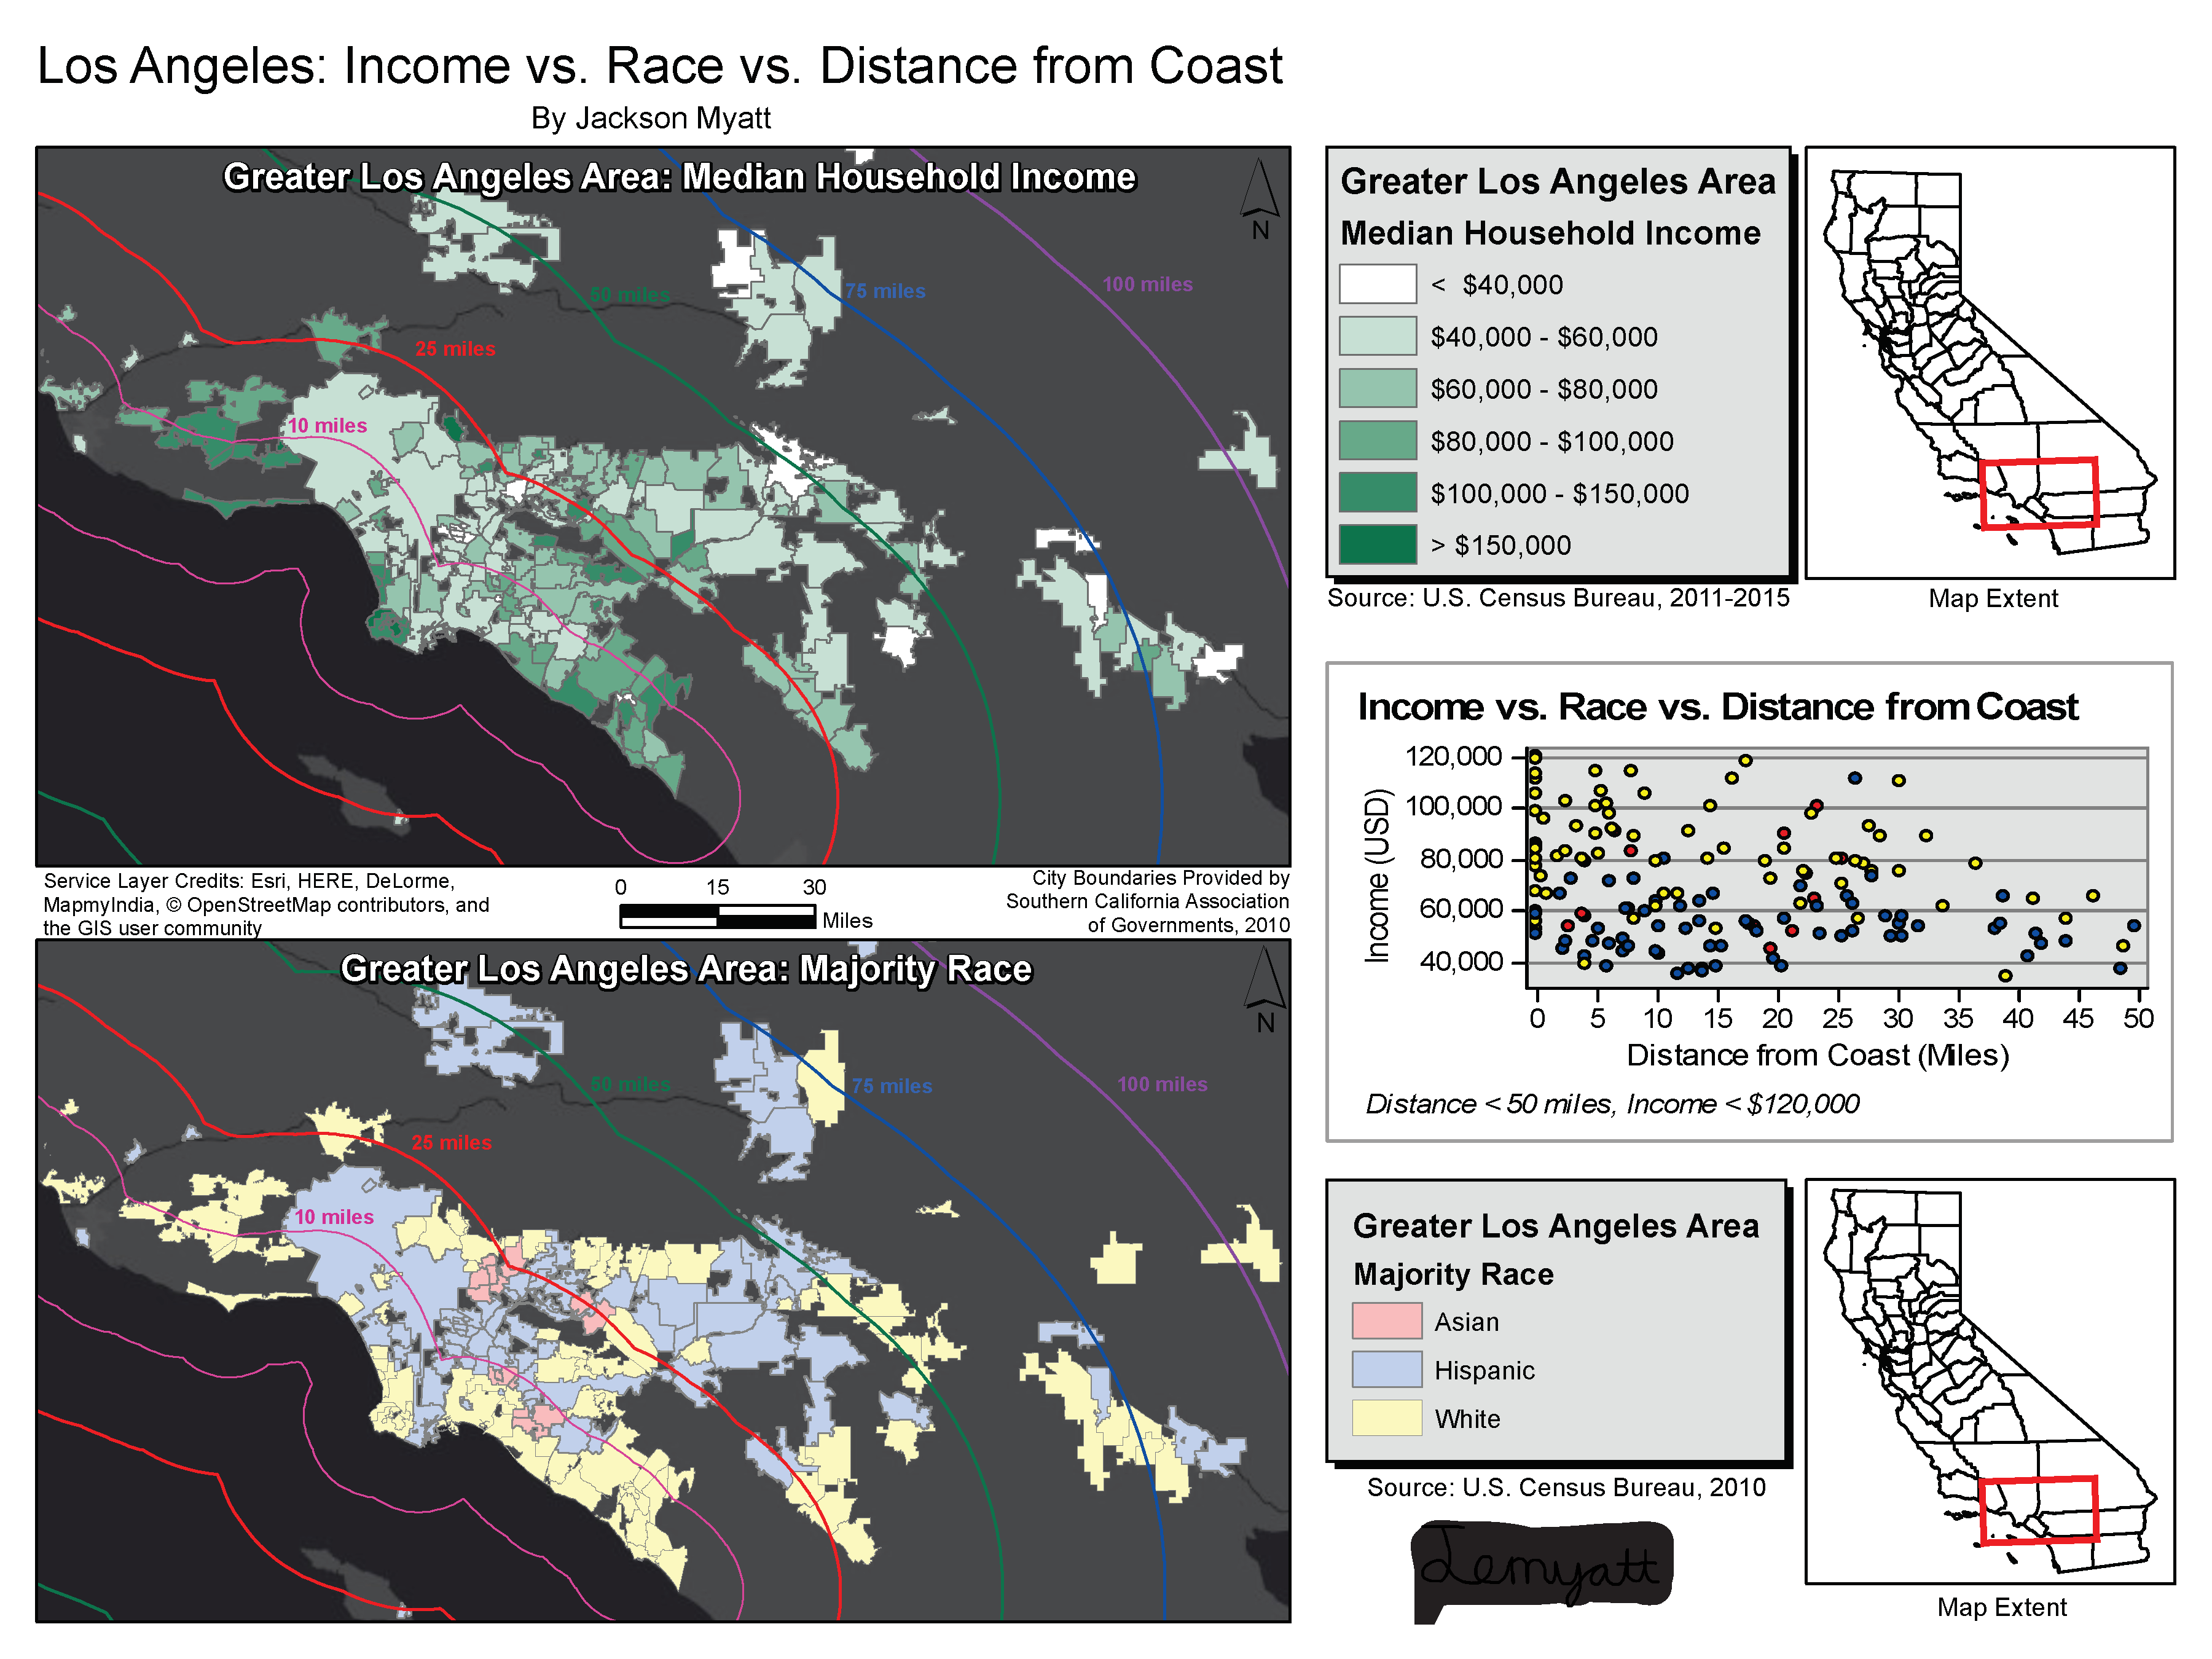 Los Angeles: Income vs. Race vs. Distance from Coast
By Jackson Myatt
Greater Los Angeles Area: Median Household Income
N
50 miles
75 miles
100 miles
25 miles
10 miles
Service Layer Credits: Esri, HERE, DeLorme,
MapmyIndia, © OpenStreetMap contributors, and
the GIS user community
0 15 30
Miles
City Boundaries Provided by
Southern California Association
of Governments, 2010
Greater Los Angeles Area: Majority Race
N
50 miles
75 miles
100 miles
25 miles
10 miles
Greater Los Angeles Area
Median Household Income
< $40,000
$40,000 - $60,000
$60,000 - $80,000
$80,000 - $100,000
$100,000 - $150,000
> $150,000
Source: U.S. Census Bureau, 2011-2015
Map Extent
Income vs. Race vs. Distance from Coast
Income (USD)
120,000
100,000
80,000
60,000
40,000
0 5 10 15 20 25 30 35 40 45 50
Distance from Coast (Miles)
Distance < 50 miles, Income < $120,000
Greater Los Angeles Area
Majority Race
Asian
Hispanic
White
Source: U.S. Census Bureau, 2010
Jemyatt
Map Extent